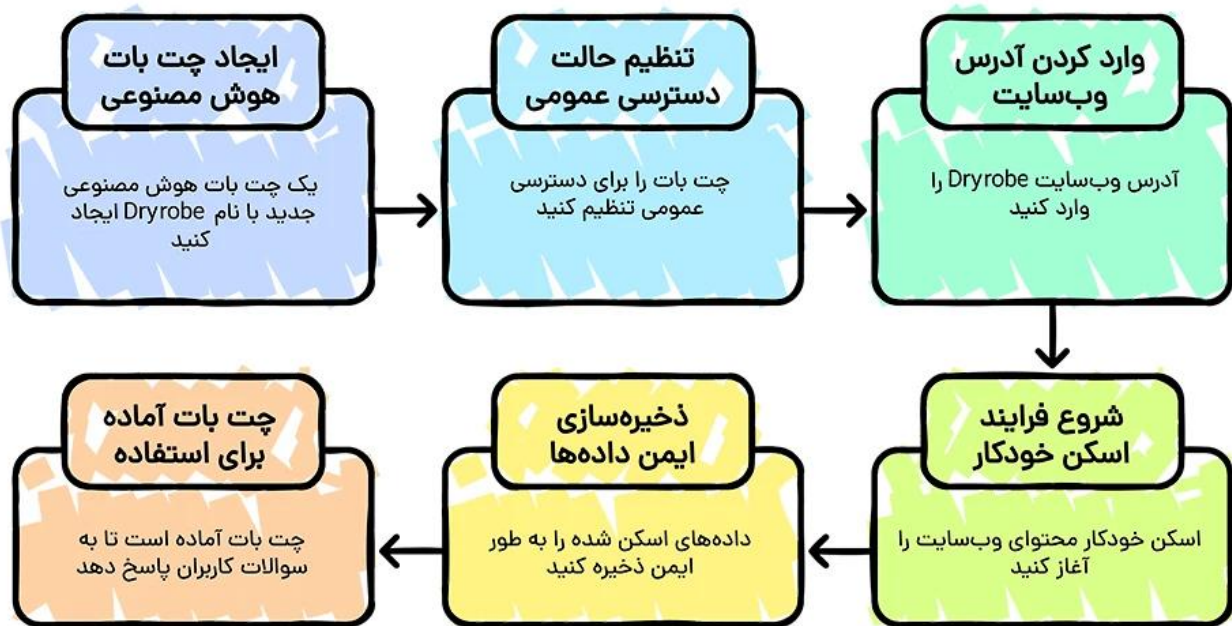 ایجاد چت بات
هوش مصنوعی
یک چت بات هوش مصنوعی
جدید با نام Dryrobe ایجاد
کنید
تنظیم حالت
دسترسی عمومی
چت بات را برای دسترسی
عمومی تنظیم کنید
وارد کردن آدرس
وب‌سایت
آدرس وب‌سایت Dryrobe را
وارد کنید
شروع فرایند
اسکن خودکار
اسکن خودکار محتوای وب‌سایت را
آغاز کنید
ذخیره‌سازی
ایمن داده‌ها
داده‌های اسکن شده را به طور
ایمن ذخیره کنید
چت بات آماده
برای استفاده
چت بات آماده است تا به
سوالات کاربران پاسخ دهد